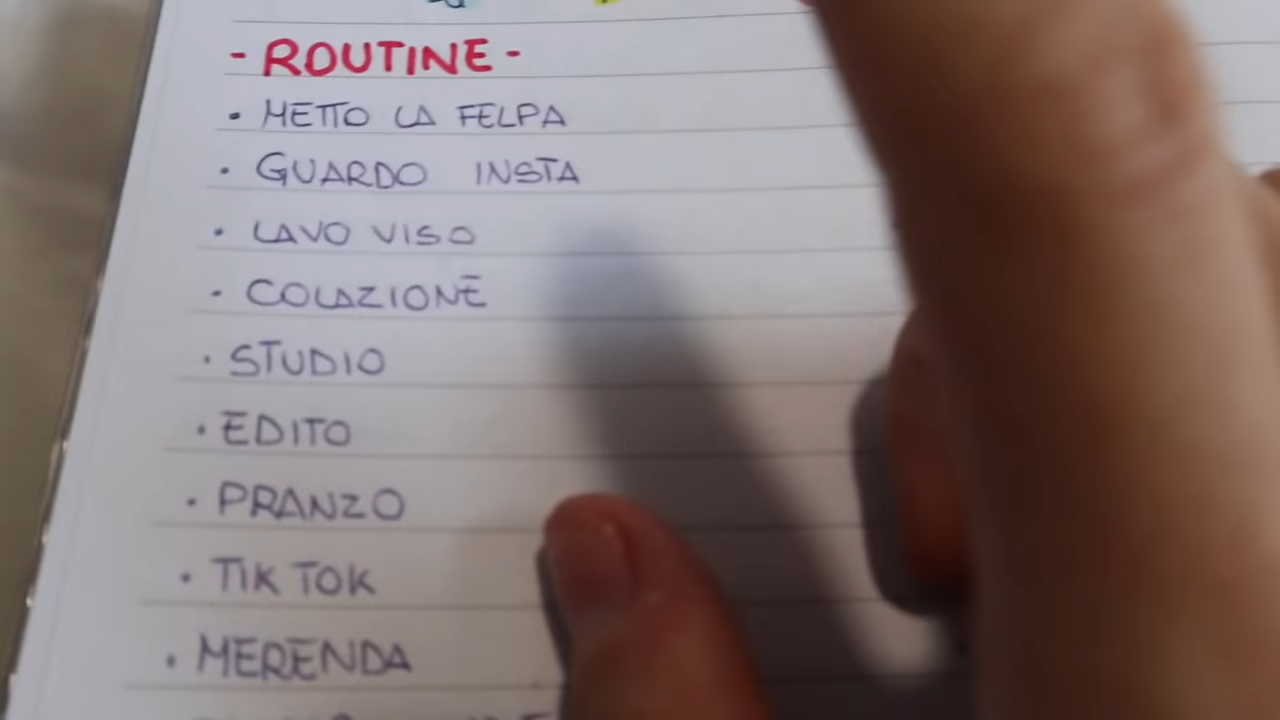 - ROUTINE -
• METTO LA FELPA
• GUARDO INSTA
• LAVO VISO
• COLAZIONE
• STUDIO
• EDITO
• PRANZO
• TIK TOK
• MERENDA